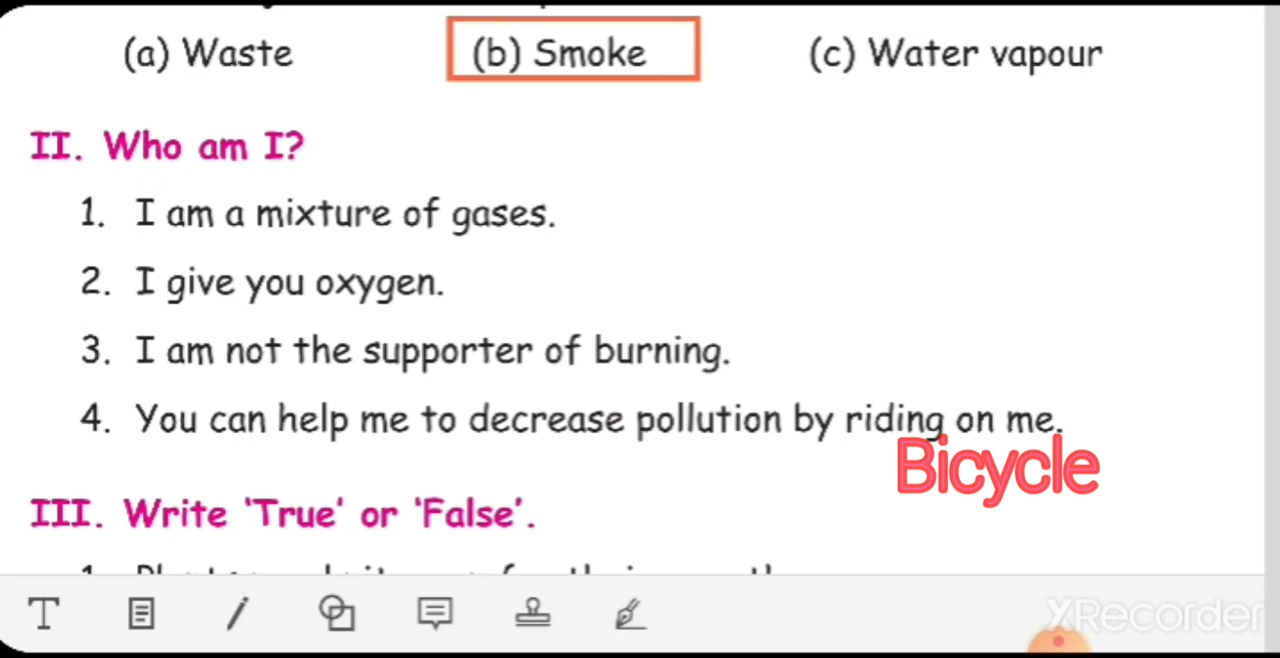 (a) Waste (b) Smoke (c) Water vapour
II. Who am I?
1. I am a mixture of gases.
2. I give you oxygen.
3. I am not the supporter of burning.
4. You can help me to decrease pollution by riding on me.
Bicycle
III. Write 'True' or 'False'.
T
XRecorder